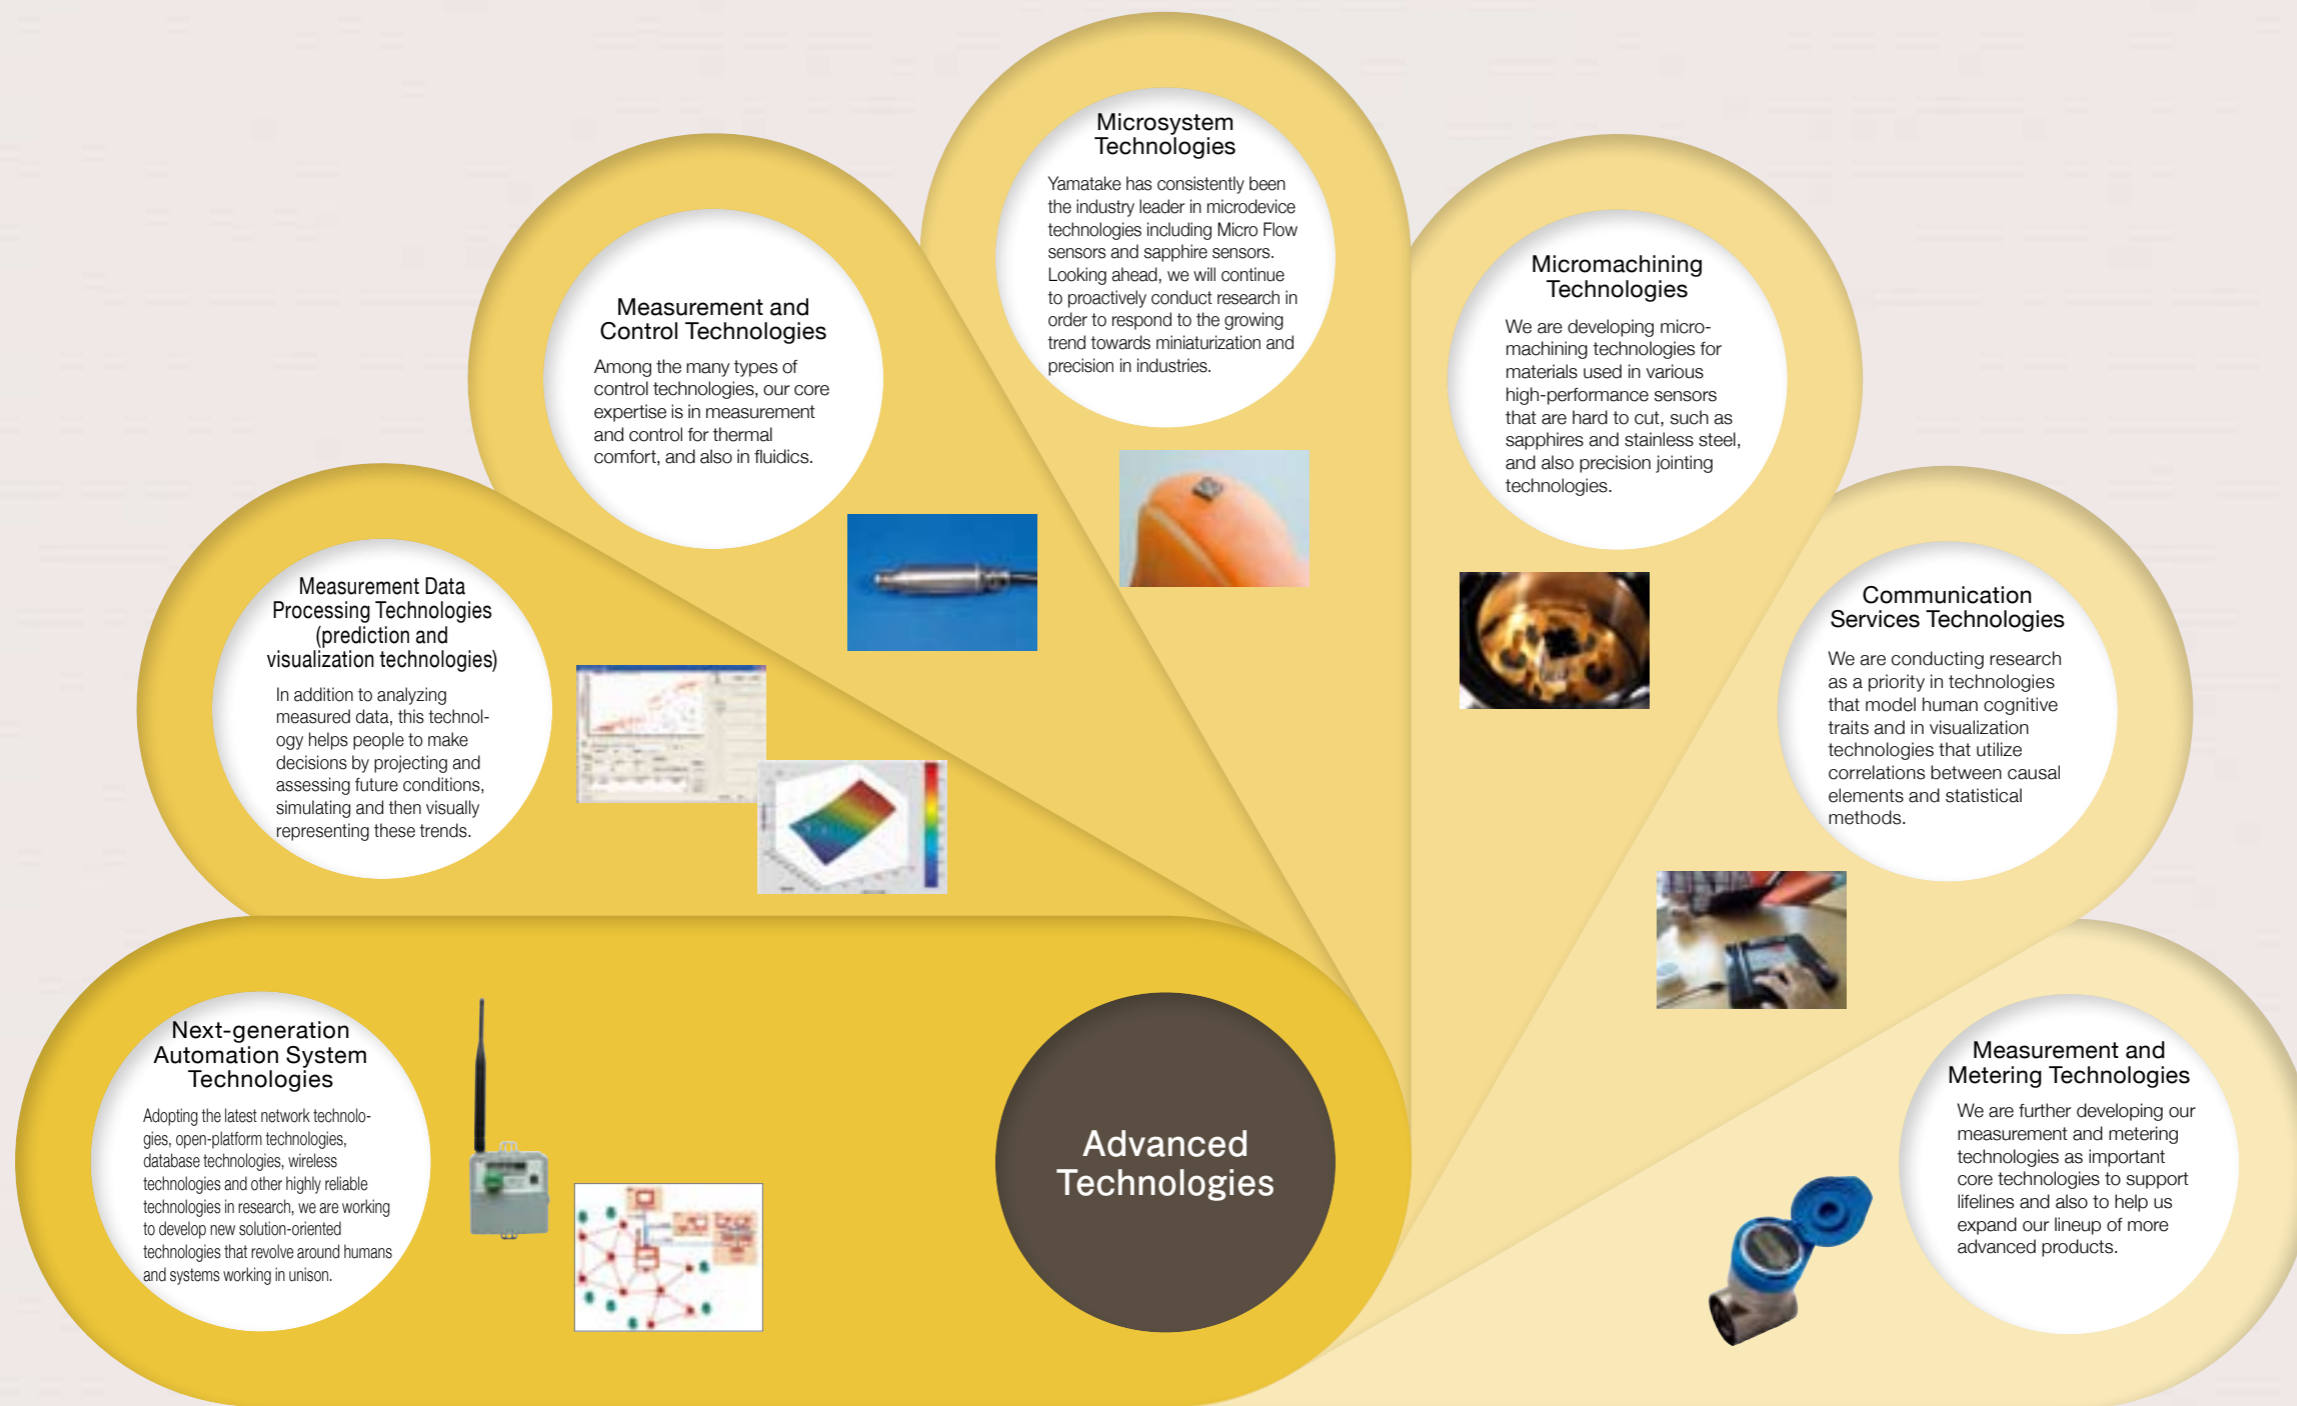 Microsystem
Technologies
Yamatake has consistently been
the industry leader in microdevice
technologies including Micro Flow
sensors and sapphire sensors.
Looking ahead, we will continue
to proactively conduct research in
order to respond to the growing
trend towards miniaturization and
precision in industries.
Measurement and
Control Technologies
Among the many types of
control technologies, our core
expertise is in measurement
and control for thermal
comfort, and also in fluidics.
Micromachining
Technologies
We are developing micro-
machining technologies for
materials used in various
high-performance sensors
that are hard to cut, such as
sapphires and stainless steel,
and also precision jointing
technologies.
Measurement Data
Processing Technologies
(prediction and
visualization technologies)
In addition to analyzing
measured data, this technol-
ogy helps people to make
decisions by projecting and
assessing future conditions,
simulating and then visually
representing these trends.
Communication
Services Technologies
We are conducting research
as a priority in technologies
that model human cognitive
traits and in visualization
technologies that utilize
correlations between causal
elements and statistical
methods.
Next-generation
Automation System
Technologies
Adopting the latest network technolo-
gies, open-platform technologies,
database technologies, wireless
technologies and other highly reliable
technologies in research, we are working
to develop new solution-oriented
technologies that revolve around humans
and systems working in unison.
Advanced
Technologies
Measurement and
Metering Technologies
We are further developing our
measurement and metering
technologies as important
core technologies to support
lifelines and also to help us
expand our lineup of more
advanced products.